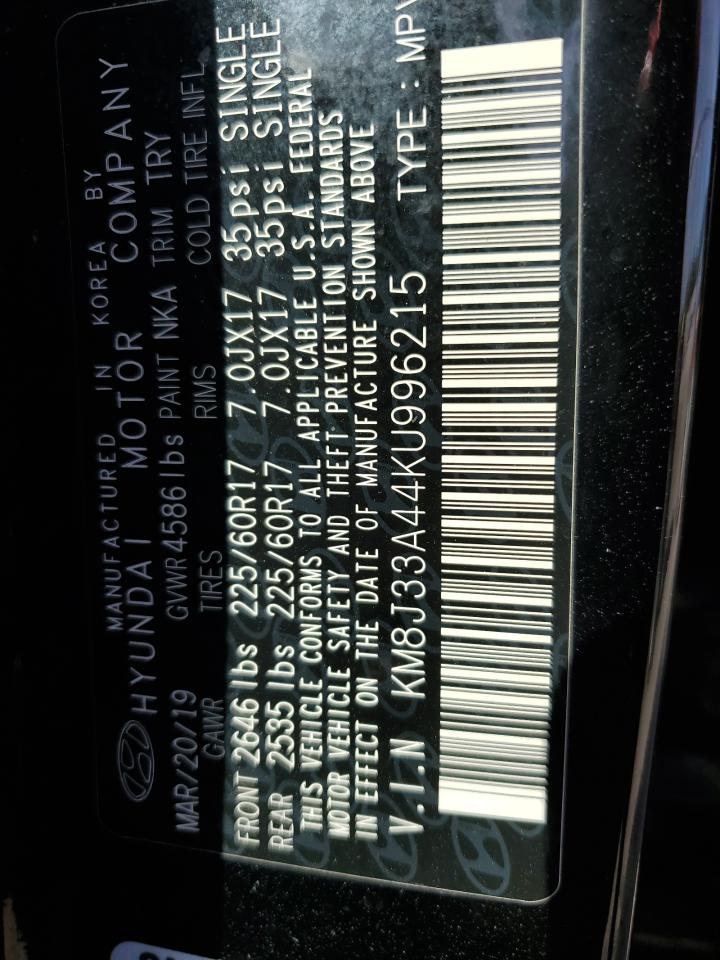 MANUFACTURED IN KOREA BY
HYUNDAI MOTOR COMPANY
MAR/20/19 GVWR 4586 lbs PAINT NKA TRIM TRY
GAWR TIRES RIMS COLD TIRE INFL
FRONT 2646 lbs 225/60R17 7.0JX17 35psi SINGLE
REAR 2535 lbs 225/60R17 7.0JX17 35psi SINGLE
THIS VEHICLE CONFORMS TO ALL APPLICABLE U.S.A. FEDERAL
MOTOR VEHICLE SAFETY AND THEFT PREVENTION STANDARDS
IN EFFECT ON THE DATE OF MANUFACTURE SHOWN ABOVE
V.I.N KM8J33A44KU996215 TYPE : MPV